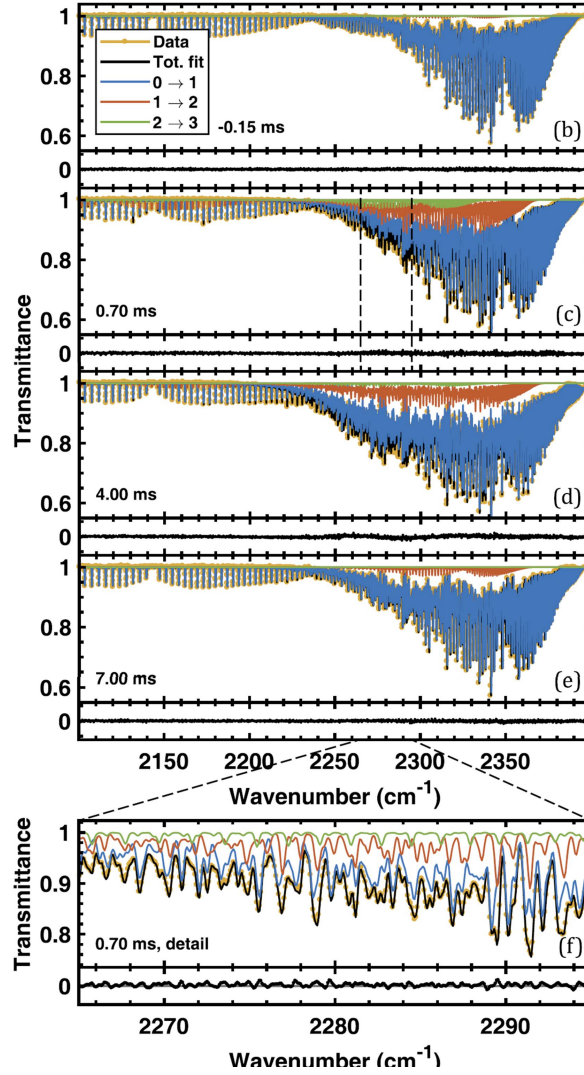 1
Data
Tot. fit
0 → 1
1 → 2
2 → 3
0.8
0.6
-0.15 ms
(b)
0
1
0.8
0.6
0.70 ms
(c)
0
Transmittance
1
0.8
0.6
4.00 ms
(d)
0
1
0.8
0.6
7.00 ms
(e)
0
2150 2200 2250 2300 2350
Wavenumber (cm-1)
Transmittance
1
0.9
0.8
0.70 ms, detail
(f)
0
2270 2280 2290
Wavenumber (cm-1)